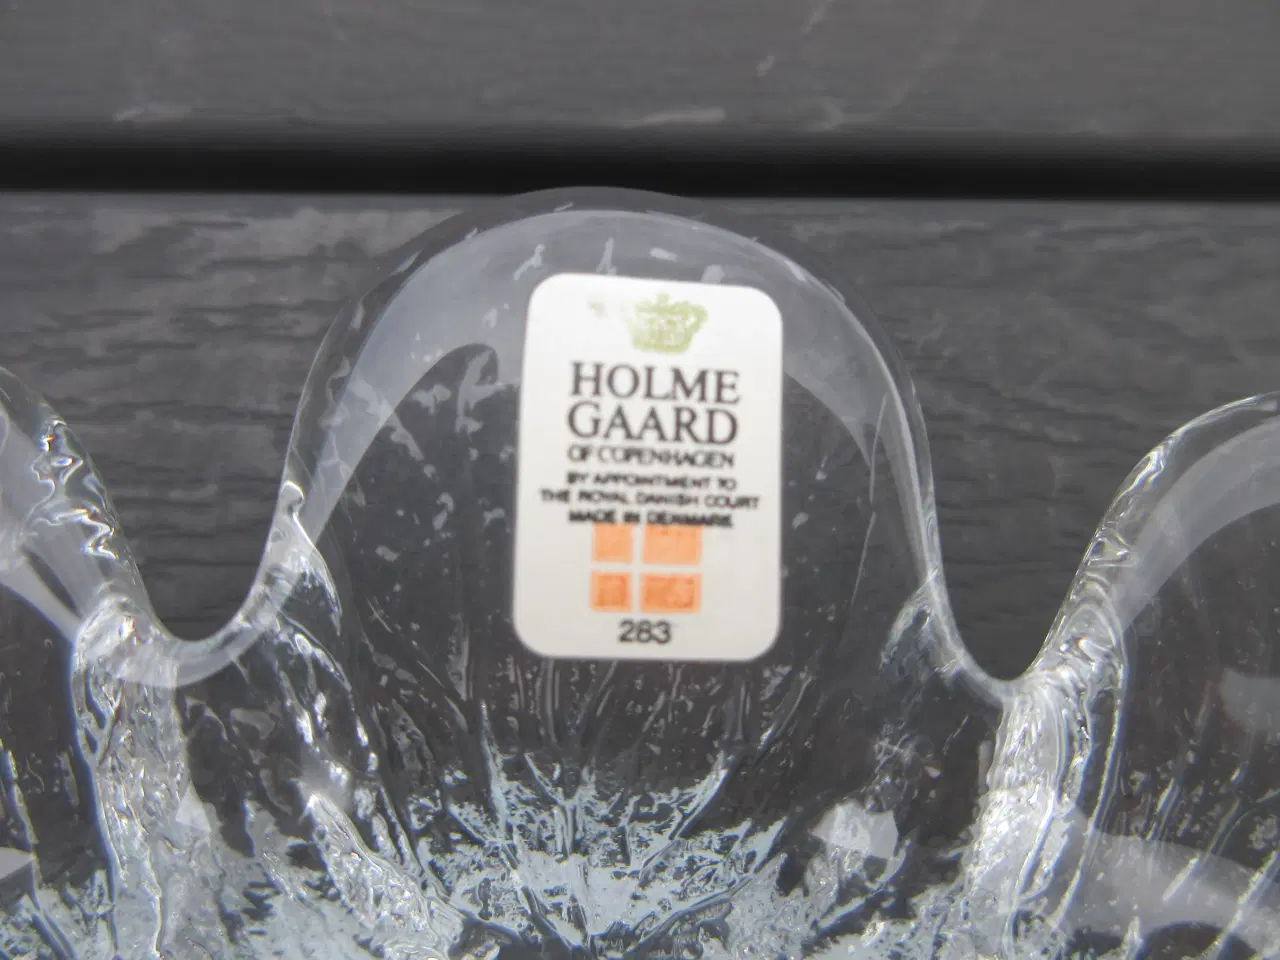 HOLME
GAARD
OF COPENHAGEN
BY APPOINTMENT TO
THE ROYAL DANISH COURT
MADE IN DENMARK
283